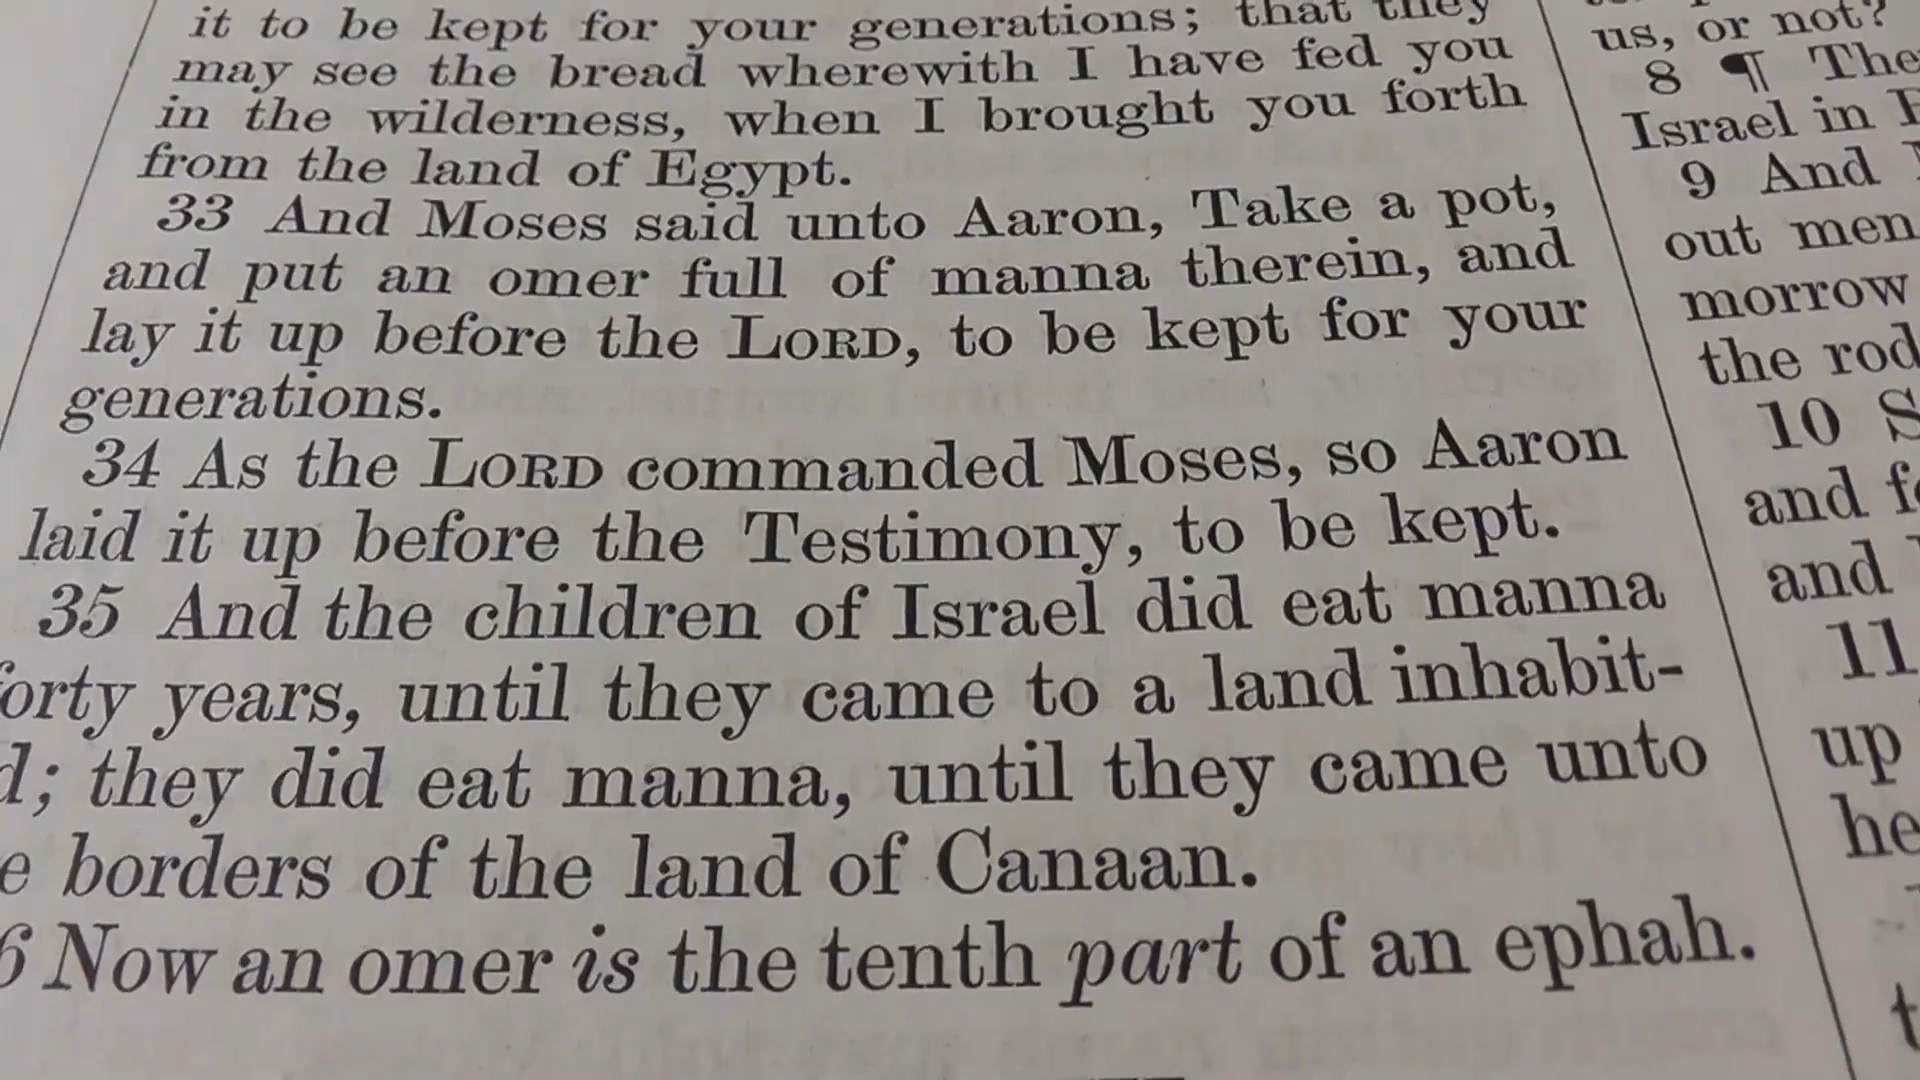 it to be kept for your generations; that they
may see the bread wherewith I have fed you
in the wilderness, when I brought you forth
from the land of Egypt.
33 And Moses said unto Aaron, Take a pot,
and put an omer full of manna therein, and
lay it up before the LORD, to be kept for your
generations.
34 As the LORD commanded Moses, so Aaron
laid it up before the Testimony, to be kept.
35 And the children of Israel did eat manna
orty years, until they came to a land inhabit-
d; they did eat manna, until they came unto
e borders of the land of Canaan.
6 Now an omer is the tenth part of an ephah.
us, or not?
8 ¶ The
Israel in
9 And
out men
morrow
the rod
10 S
and f
and
11
up
he
t